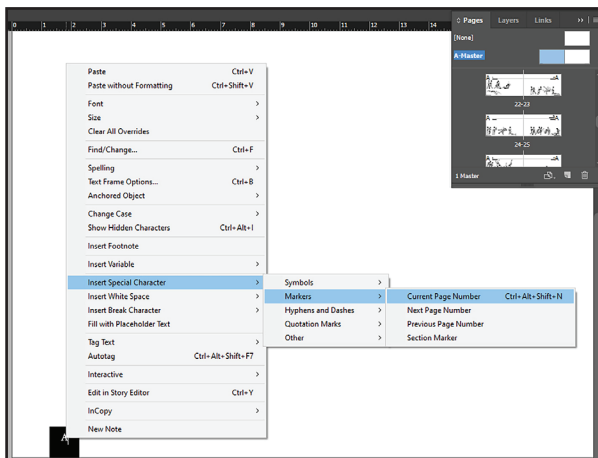 0 1 2 3 4 5 6 7 8 9 10 11 12 13 14
Pages Layers Links
[None]
A-Master
A A
22-23
A A
24-25
A A
1 Master
Paste Ctrl+V
Paste without Formatting Ctrl+Shift+V
Font
Size
Clear All Overrides
Find/Change... Ctrl+F
Spelling
Text Frame Options... Ctrl+B
Anchored Object
Change Case
Show Hidden Characters Ctrl+Alt+I
Insert Footnote
Insert Variable
Insert Special Character
Insert White Space
Insert Break Character
Fill with Placeholder Text
Tag Text
Autotag Ctrl+Alt+Shift+F7
Interactive
Edit in Story Editor Ctrl+Y
InCopy
New Note
Symbols
Markers
Hyphens and Dashes
Quotation Marks
Other
Current Page Number Ctrl+Alt+Shift+N
Next Page Number
Previous Page Number
Section Marker
A